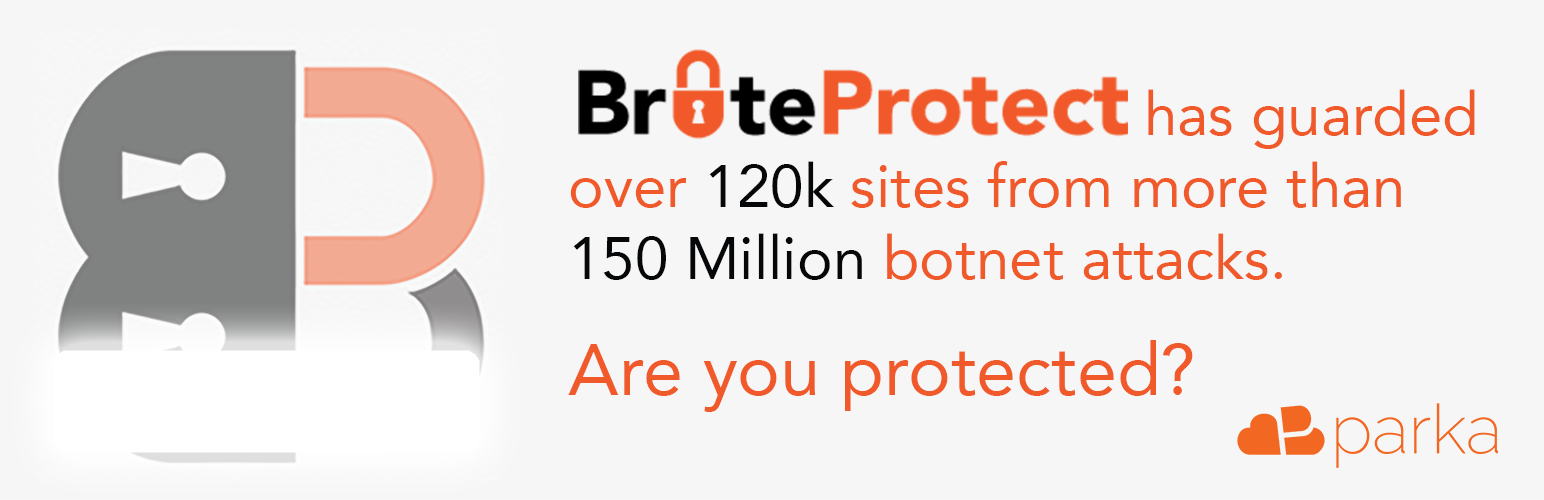 BruteProtect has guarded
over 120k sites from more than
150 Million botnet attacks.
Are you protected?
parka